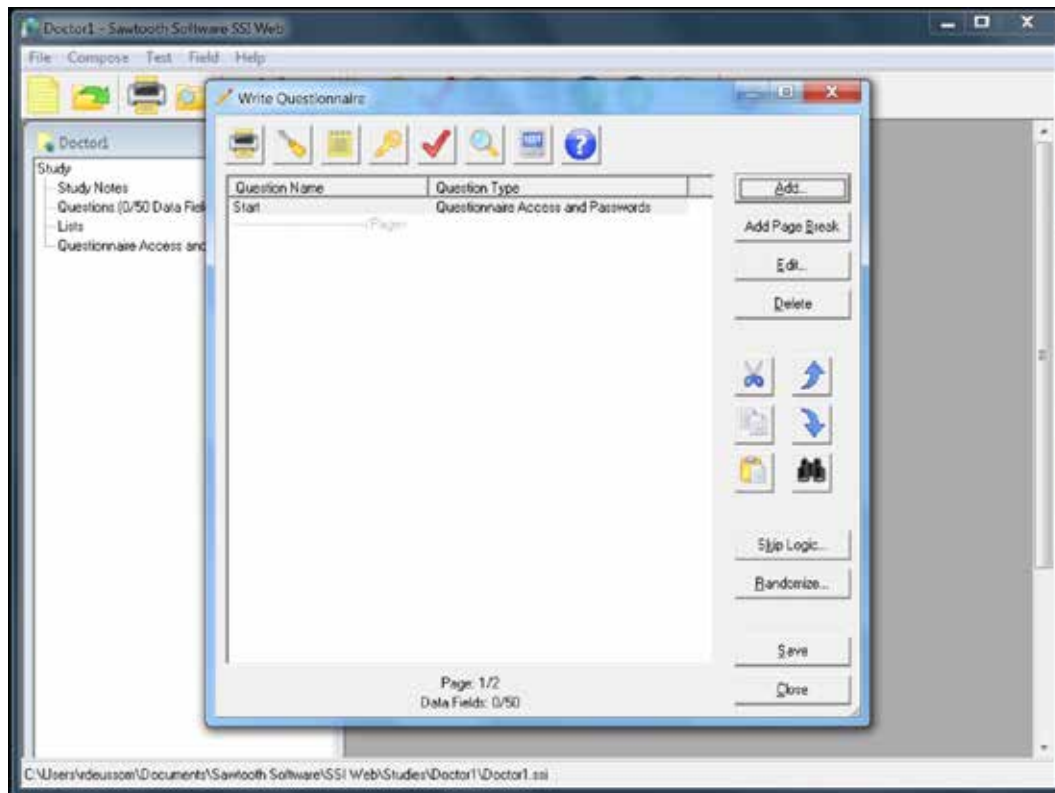 Doctor1 - Sawtooth Software SSI Web
File Compose Test Field Help
Write Questionnaire
Doctor1
Study
Study Notes
Questions (0/50 Data Fiel
Lists
Questionnaire Access and
Question Name Question Type
Start Questionnaire Access and Passwords
(Page)
Add...
Add Page Break
Edit...
Delete
Skip Logic...
Randomize...
Save
Close
Page: 1/2
Data Fields: 0/50
C:\Users\rdeussom\Documents\Sawtooth Software\SSI Web\Studies\Doctor1\Doctor1.ssi